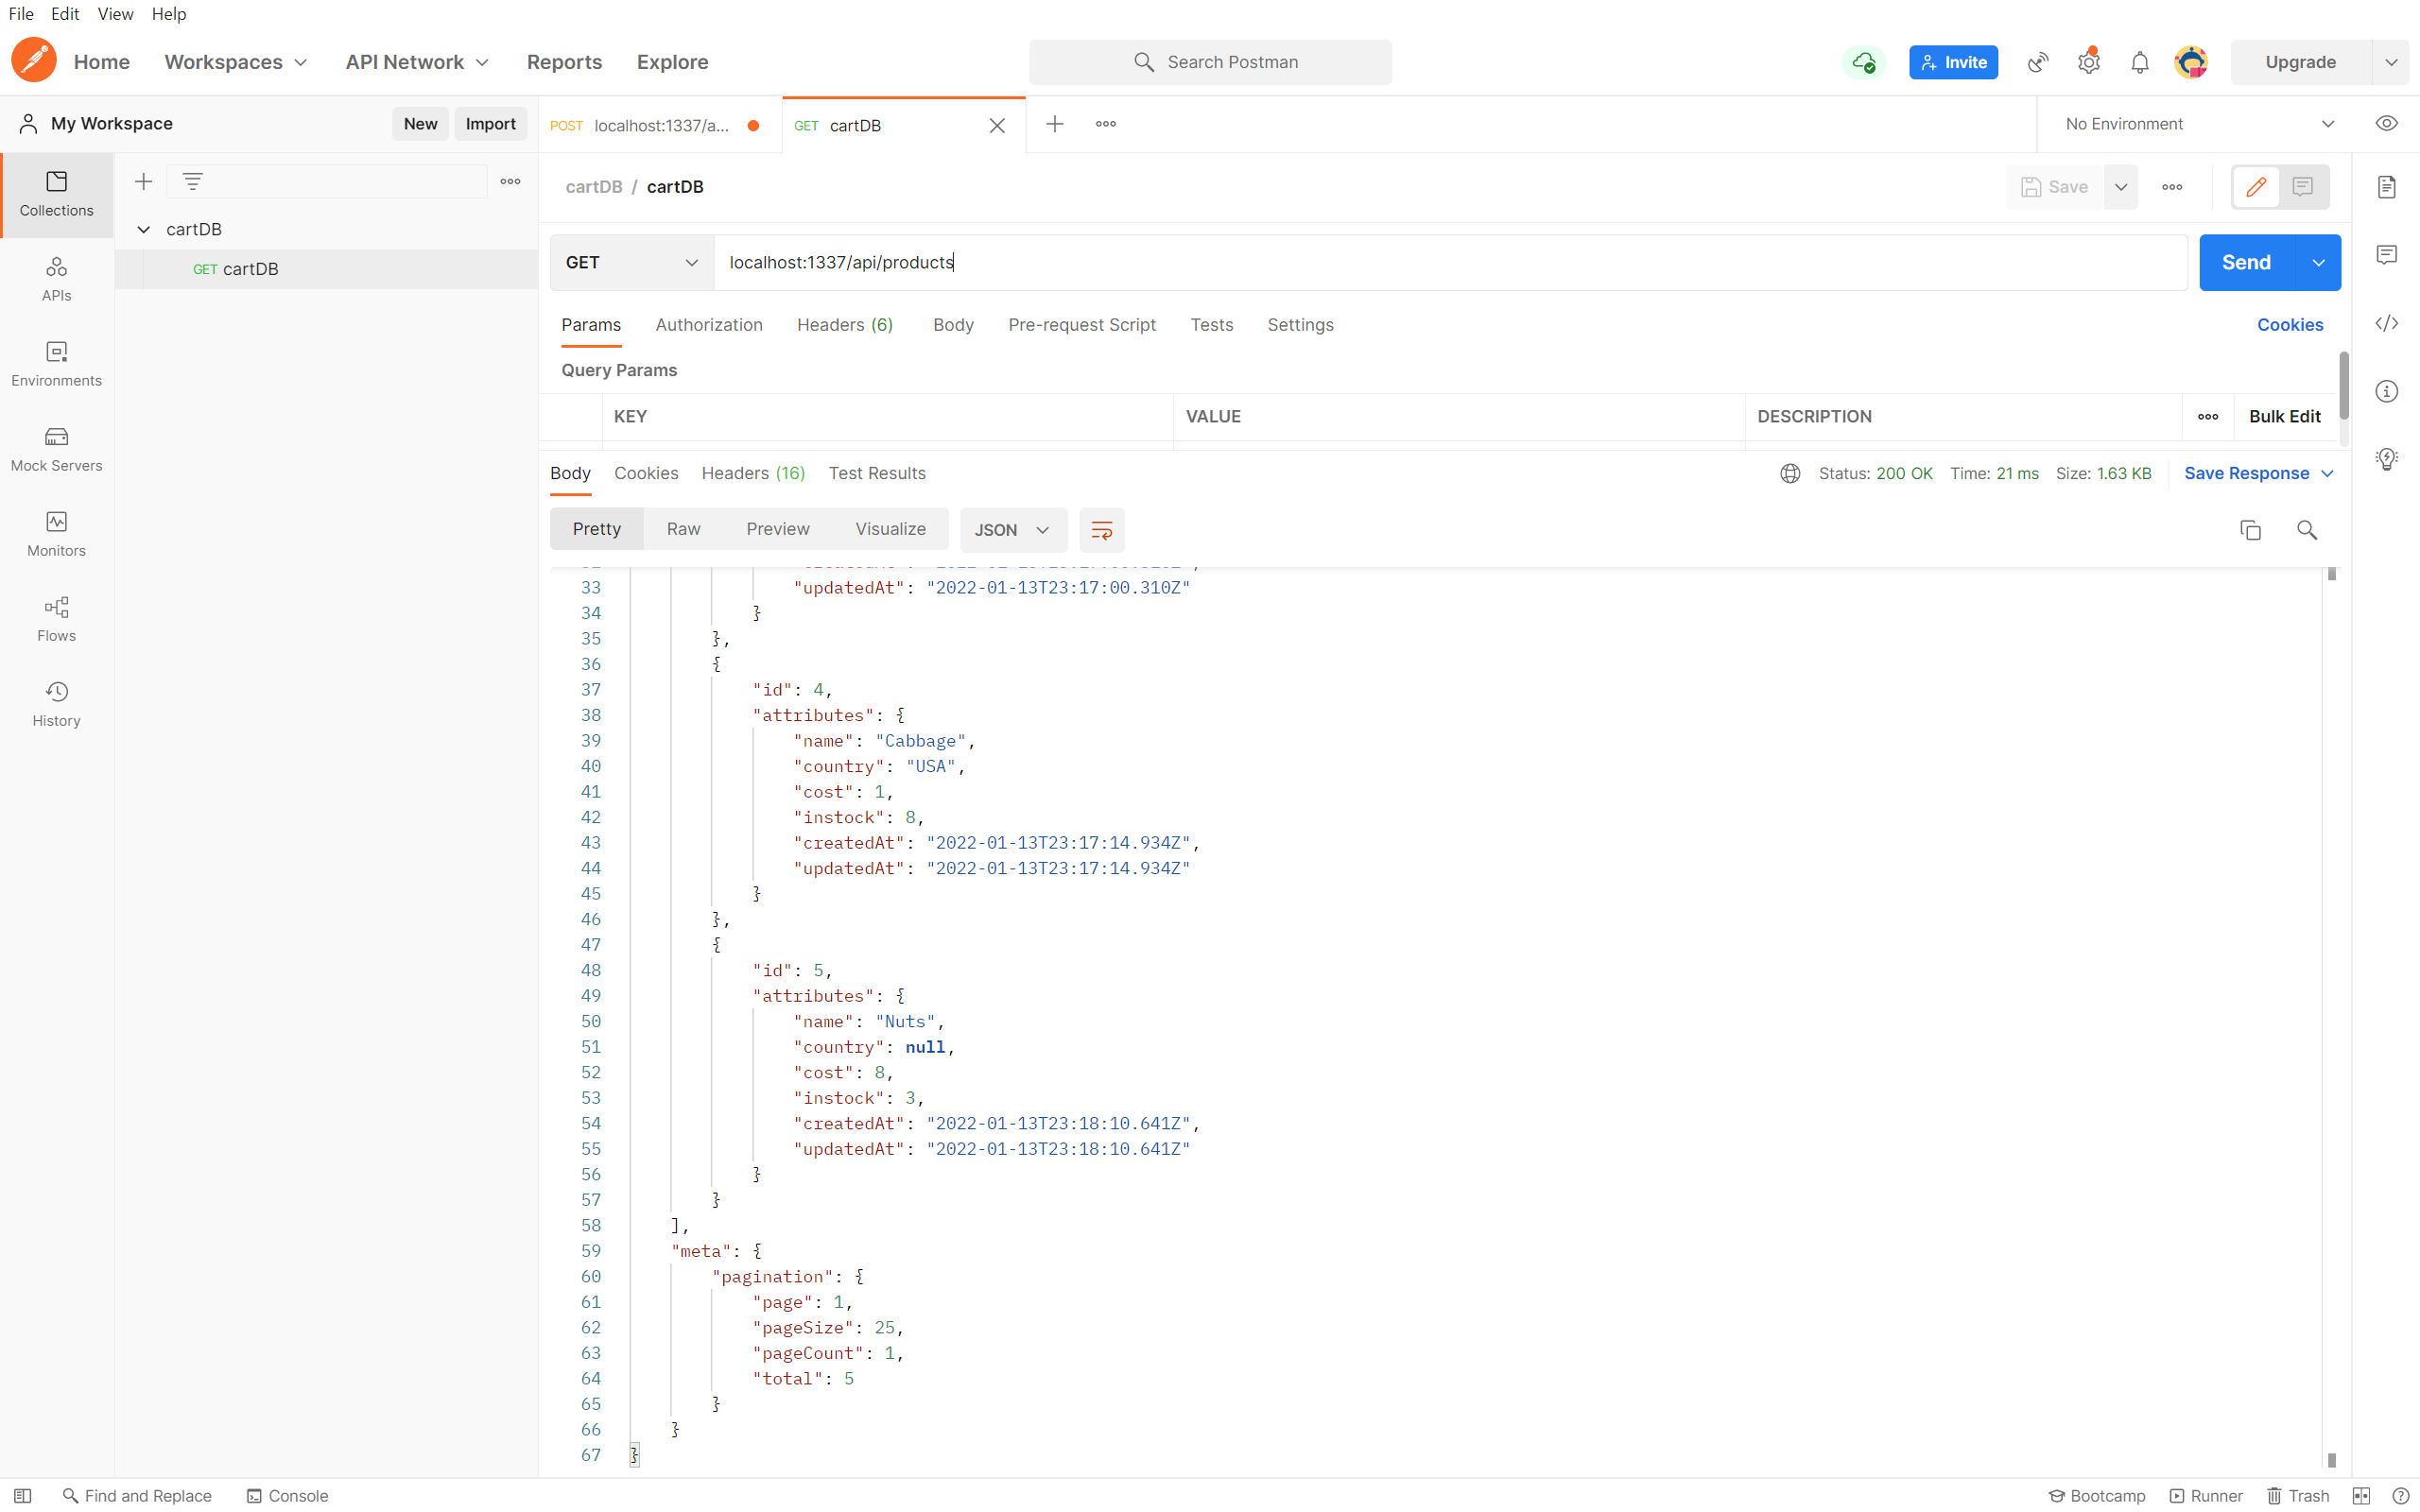 File Edit View Help
Home Workspaces API Network Reports Explore Search Postman Invite Upgrade
My Workspace New Import POST localhost:1337/a... GET cartDB No Environment
cartDB / cartDB Save
Collections
cartDB
GET cartDB
GET localhost:1337/api/products Send
APIs
Params Authorization Headers (6) Body Pre-request Script Tests Settings Cookies
Query Params
Environments
KEY VALUE DESCRIPTION Bulk Edit
Mock Servers
Body Cookies Headers (16) Test Results Status: 200 OK Time: 21 ms Size: 1.63 KB Save Response
Pretty Raw Preview Visualize JSON
Monitors
Flows
History
33 "updatedAt": "2022-01-13T23:17:00.310Z"
34 }
35 },
36 {
37 "id": 4,
38 "attributes": {
39 "name": "Cabbage",
40 "country": "USA",
41 "cost": 1,
42 "instock": 8,
43 "createdAt": "2022-01-13T23:17:14.934Z",
44 "updatedAt": "2022-01-13T23:17:14.934Z"
45 }
46 },
47 {
48 "id": 5,
49 "attributes": {
50 "name": "Nuts",
51 "country": null,
52 "cost": 8,
53 "instock": 3,
54 "createdAt": "2022-01-13T23:18:10.641Z",
55 "updatedAt": "2022-01-13T23:18:10.641Z"
56 }
57 }
58 ],
59 "meta": {
60 "pagination": {
61 "page": 1,
62 "pageSize": 25,
63 "pageCount": 1,
64 "total": 5
65 }
66 }
67 }
Find and Replace Console Bootcamp Runner Trash